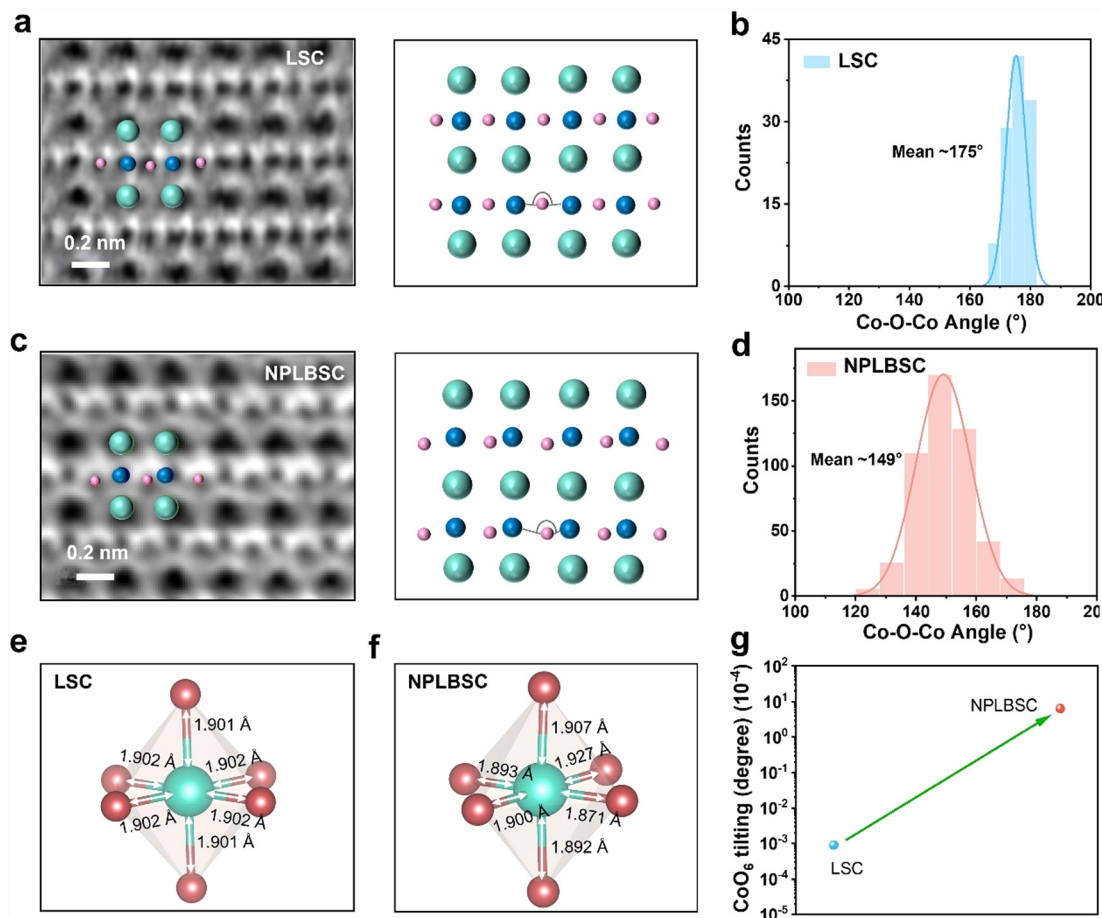 a
LSC
0.2 nm
b
LSC
Mean ~175°
Counts
45
30
15
0
100 120 140 160 180 200
Co-O-Co Angle (°)
c
NPLBSC
0.2 nm
d
NPLBSC
Mean ~149°
Counts
150
100
50
0
100 120 140 160 180 20
Co-O-Co Angle (°)
e
LSC
1.901 Å
1.902 Å
1.902 Å
1.902 Å
1.902 Å
1.901 Å
f
NPLBSC
1.907 Å
1.893 Å
1.927 Å
1.900 Å
1.871 Å
1.892 Å
g
CoO₆ tilting (degree) (10⁻⁴)
10²
10¹
10⁰
10⁻¹
10⁻²
10⁻³
10⁻⁴
10⁻⁵
NPLBSC
LSC